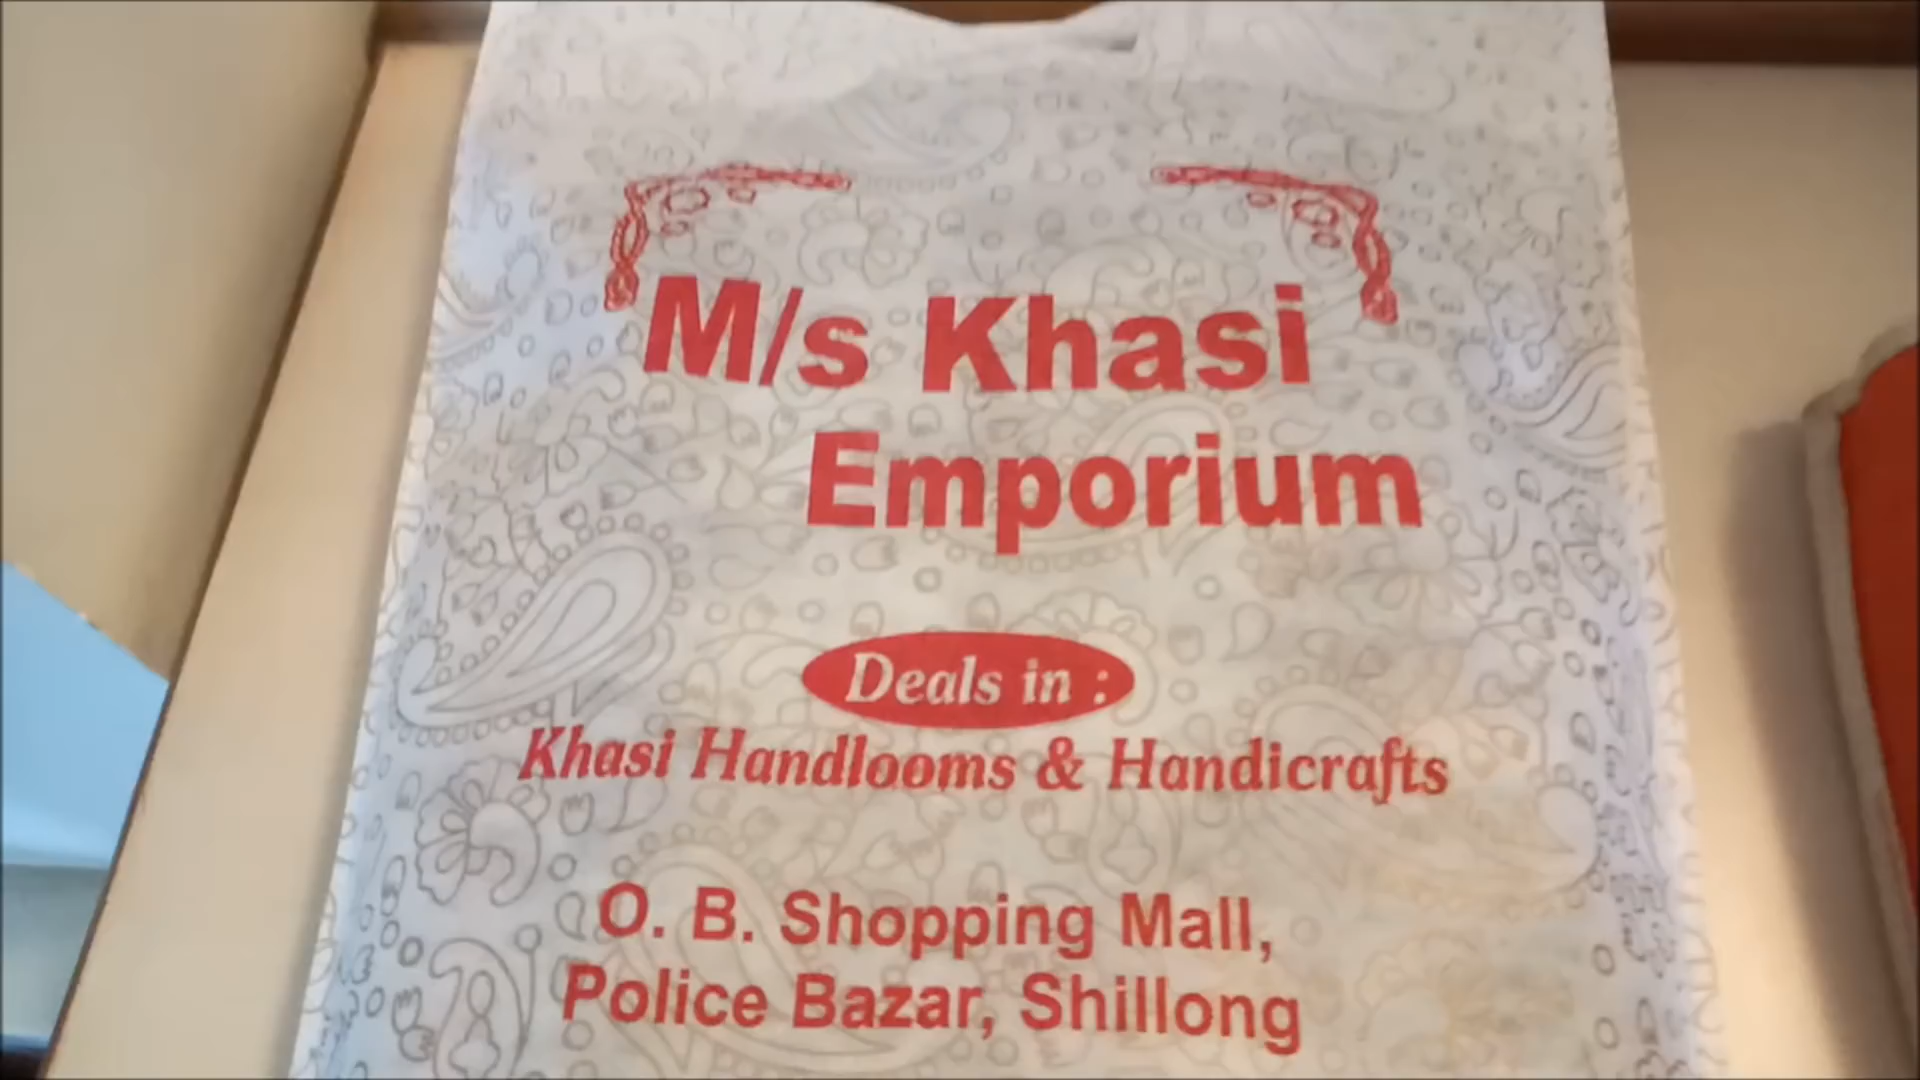 M/s Khasi
Emporium
Deals in :
Khasi Handlooms & Handicrafts
O. B. Shopping Mall,
Police Bazar, Shillong